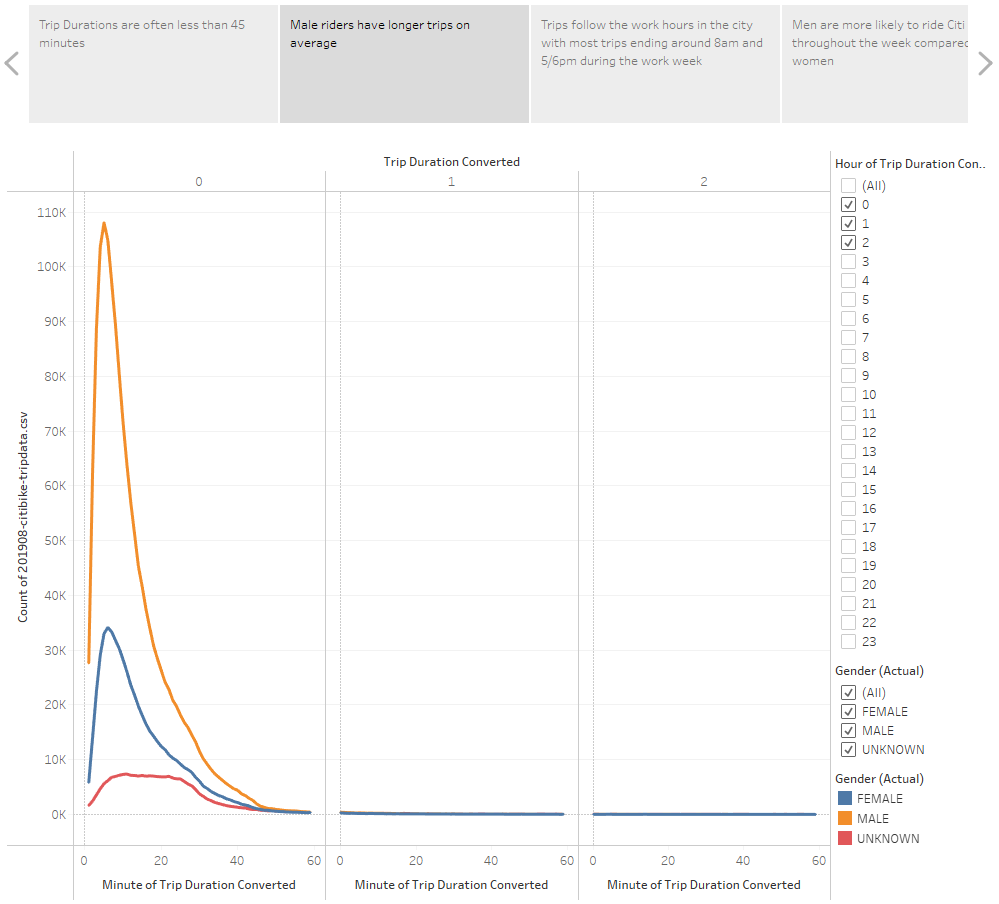 Trip Durations are often less than 45
minutes
Male riders have longer trips on
average
Trips follow the work hours in the city
with most trips ending around 8am and
5/6pm during the work week
Men are more likely to ride Citi
throughout the week compared
women
Trip Duration Converted
0
1
2
110K
100K
90K
80K
70K
60K
50K
40K
30K
20K
10K
0K
Count of 201908-citibike-tripdata.csv
0 20 40 60
0 20 40 60
0 20 40 60
Minute of Trip Duration Converted
Minute of Trip Duration Converted
Minute of Trip Duration Converted
Hour of Trip Duration Con..
(All)
0
1
2
3
4
5
6
7
8
9
10
11
12
13
14
15
16
17
18
19
20
21
22
23
Gender (Actual)
(All)
FEMALE
MALE
UNKNOWN
Gender (Actual)
FEMALE
MALE
UNKNOWN